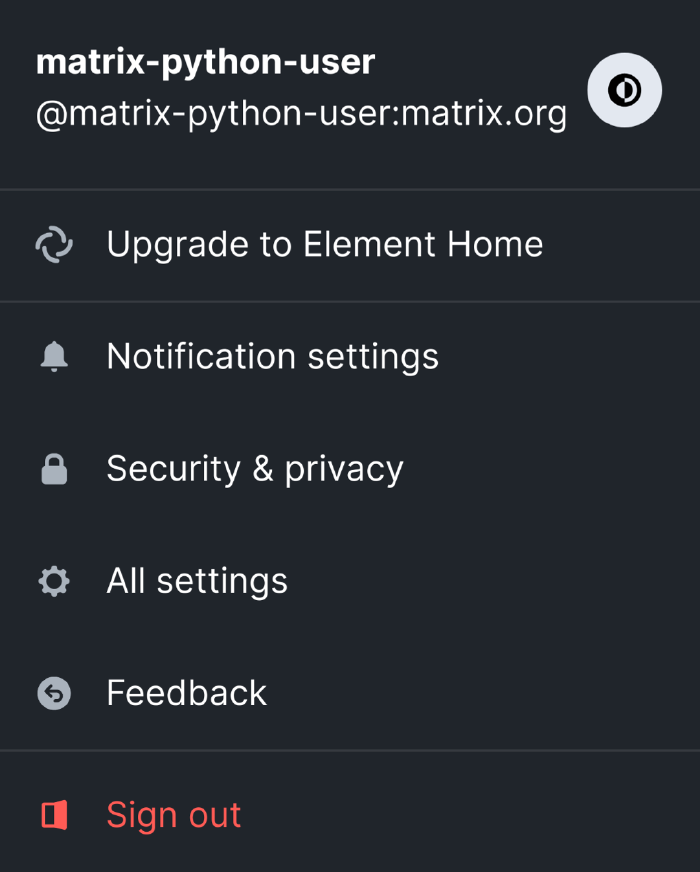 matrix-python-user
@matrix-python-user:matrix.org
Upgrade to Element Home
Notification settings
Security & privacy
All settings
Feedback
Sign out